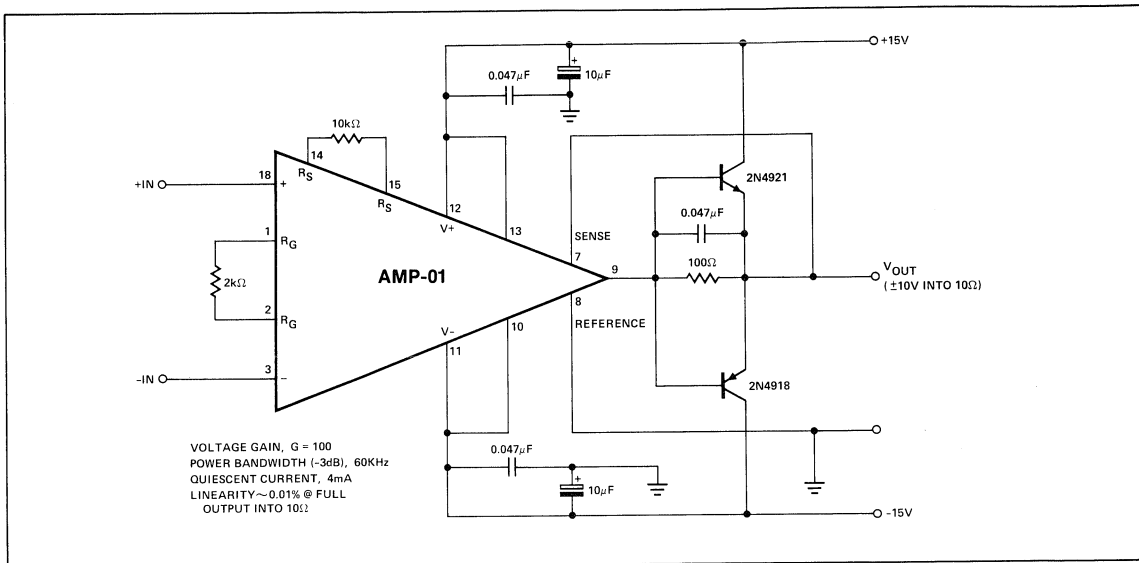 +15V
0.047μF
+
10μF
10kΩ
14
RS
15
RS
+IN
18
+
12
V+
13
2N4921
0.047μF
SENSE
7
1
RG
2kΩ
AMP-01
9
100Ω
VOUT
(±10V INTO 10Ω)
8
REFERENCE
2
RG
V-
11
10
-IN
3
-
2N4918
VOLTAGE GAIN, G = 100
POWER BANDWIDTH (-3dB), 60KHz
QUIESCENT CURRENT, 4mA
LINEARITY~0.01% @ FULL
OUTPUT INTO 10Ω
0.047μF
+
10μF
-15V